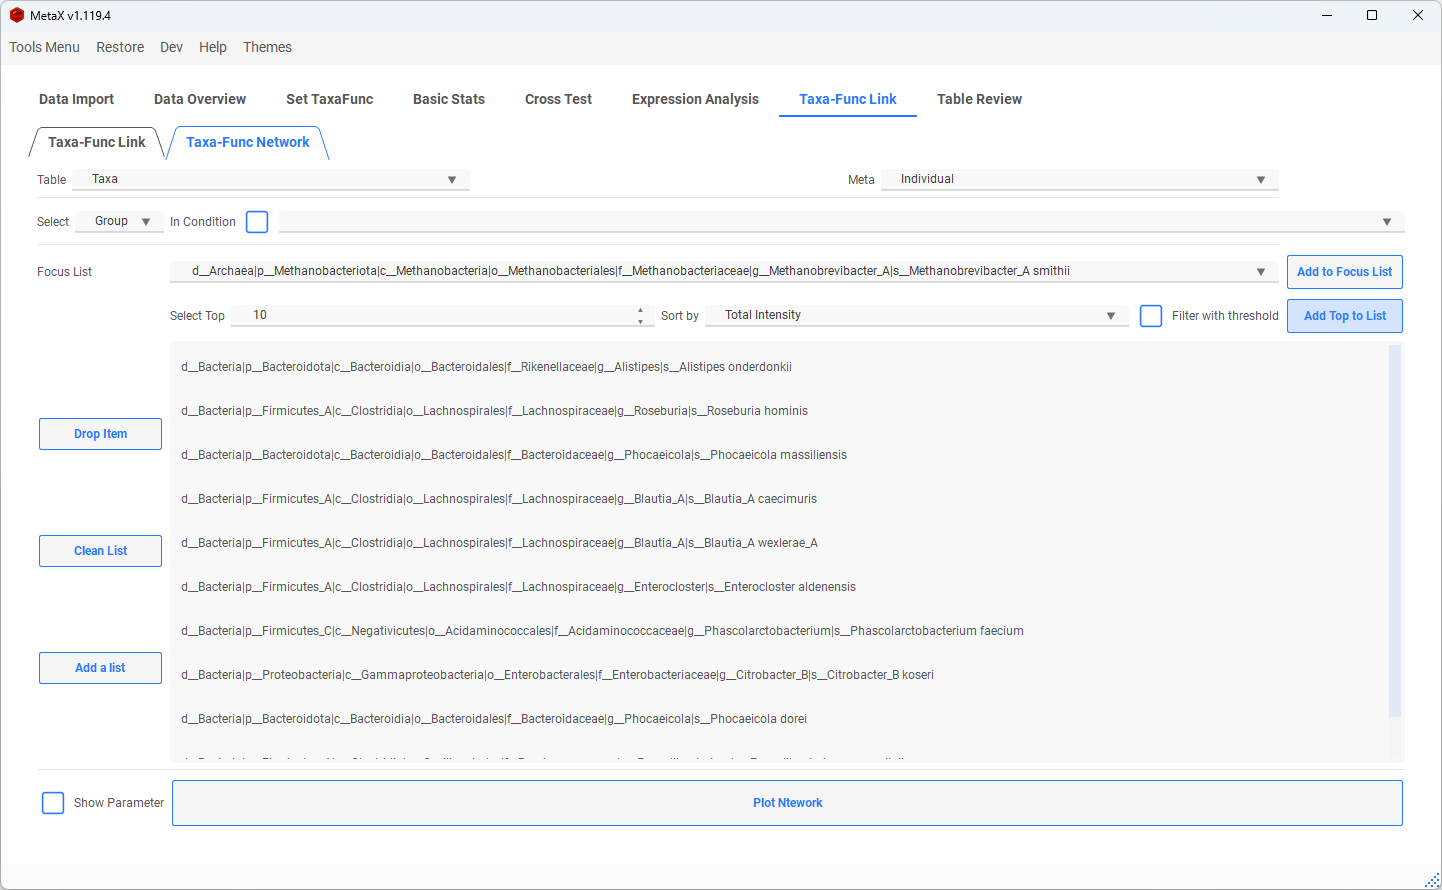 MetaX v1.119.4
Tools Menu Restore Dev Help Themes
Data Import Data Overview Set TaxaFunc Basic Stats Cross Test Expression Analysis Taxa-Func Link Table Review
Taxa-Func Link Taxa-Func Network
Table Taxa Meta Individual
Select Group In Condition
Focus List d__Archaea|p__Methanobacteriota|c__Methanobacteria|o__Methanobacteriales|f__Methanobacteriaceae|g__Methanobrevibacter_A|s__Methanobrevibacter_A smithii Add to Focus List
Select Top 10 Sort by Total Intensity Filter with threshold Add Top to List
d__Bacteria|p__Bacteroidota|c__Bacteroidia|o__Bacteroidales|f__Rikenellaceae|g__Alistipes|s__Alistipes onderdonkii
d__Bacteria|p__Firmicutes_A|c__Clostridia|o__Lachnospirales|f__Lachnospiraceae|g__Roseburia|s__Roseburia hominis
Drop Item
d__Bacteria|p__Bacteroidota|c__Bacteroidia|o__Bacteroidales|f__Bacteroidaceae|g__Phocaeicola|s__Phocaeicola massiliensis
d__Bacteria|p__Firmicutes_A|c__Clostridia|o__Lachnospirales|f__Lachnospiraceae|g__Blautia_A|s__Blautia_A caecimuris
d__Bacteria|p__Firmicutes_A|c__Clostridia|o__Lachnospirales|f__Lachnospiraceae|g__Blautia_A|s__Blautia_A wexlerae_A
Clean List
d__Bacteria|p__Firmicutes_A|c__Clostridia|o__Lachnospirales|f__Lachnospiraceae|g__Enterocloster|s__Enterocloster aldenensis
d__Bacteria|p__Firmicutes_C|c__Negativicutes|o__Acidaminococcales|f__Acidaminococcaceae|g__Phascolarctobacterium|s__Phascolarctobacterium faecium
Add a list
d__Bacteria|p__Proteobacteria|c__Gammaproteobacteria|o__Enterobacterales|f__Enterobacteriaceae|g__Citrobacter_B|s__Citrobacter_B koseri
d__Bacteria|p__Bacteroidota|c__Bacteroidia|o__Bacteroidales|f__Bacteroidaceae|g__Phocaeicola|s__Phocaeicola dorei
Show Parameter Plot Ntework